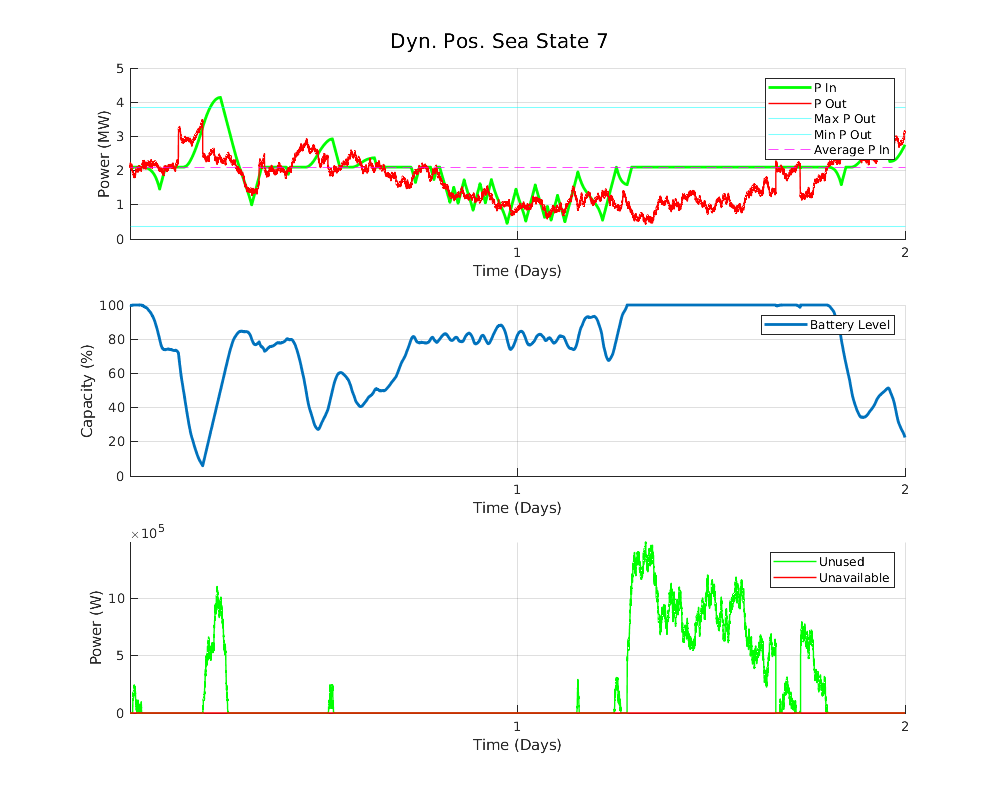 Dyn. Pos. Sea State 7
5
4
3
2
1
0
Power (MW)
P In
P Out
Max P Out
Min P Out
Average P In
1
2
Time (Days)
100
80
60
40
20
0
Capacity (%)
Battery Level
1
2
Time (Days)
×10⁵
10
5
0
Power (W)
Unused
Unavailable
1
2
Time (Days)